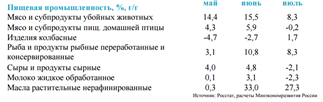 Пищевая промышленность, %, г/г май июнь июль
Мясо и субпродукты убойных животных 14,4 15,5 8,3
Мясо и субпродукты пищ. домашней птицы 4,3 5,9 -0,2
Изделия колбасные -4,7 -2,7 1,7
Рыба и продукты рыбные переработанные и
консервированные 3,1 10,8 8,3
Сыры и продукты сырные 4,0 4,8 -2,1
Молоко жидкое обработанное 0,1 3,1 -2,3
Масла растительные нерафинированные 0,3 33,0 27,3
Источники: Росстат, расчеты Минэкономразвития России